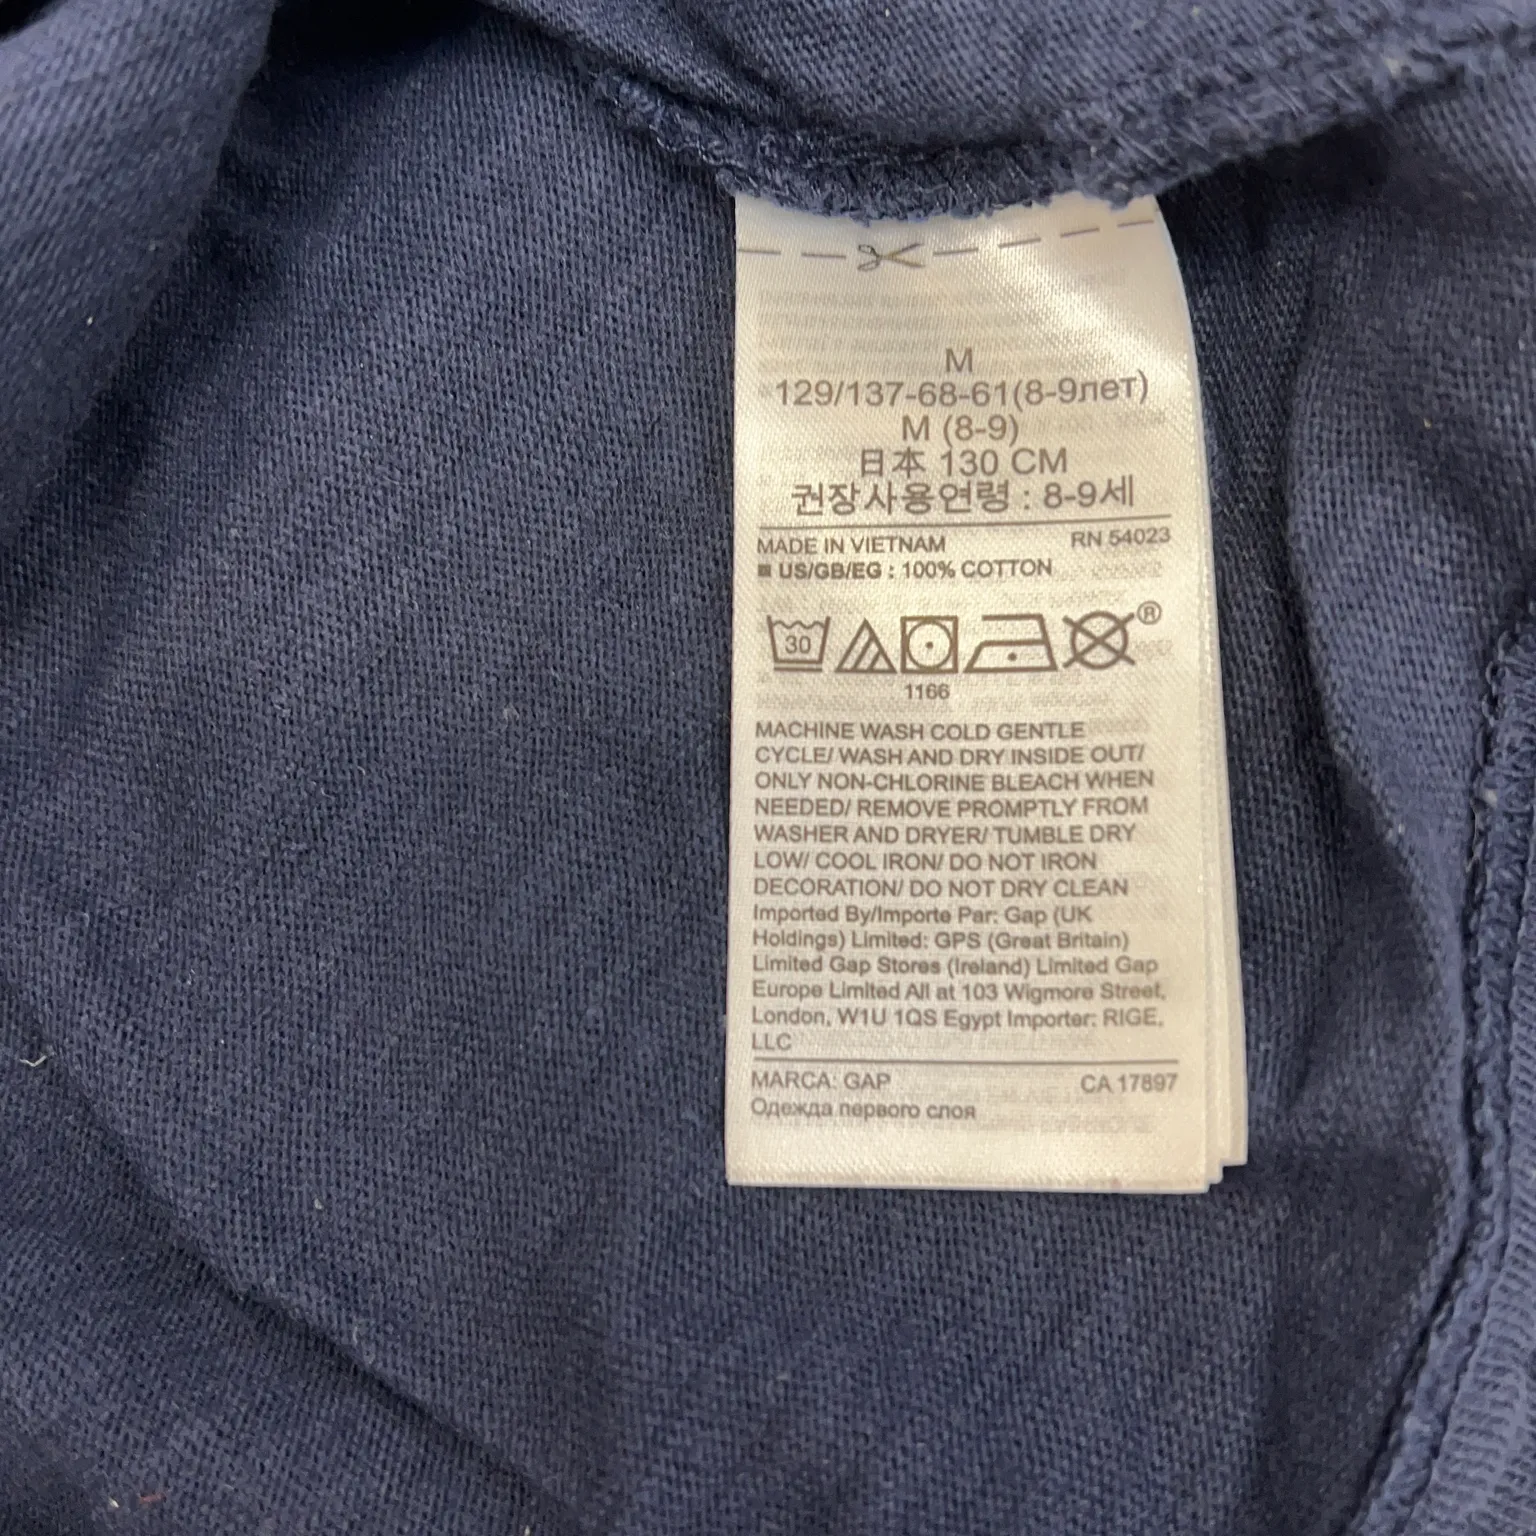 M
129/137-68-61(8-9лет)
M (8-9)
日本 130 CM
권장사용연령 : 8-9세
MADE IN VIETNAM RN 54023
US/GB/EG : 100% COTTON
30 ®
1166
MACHINE WASH COLD GENTLE
CYCLE/ WASH AND DRY INSIDE OUT/
ONLY NON-CHLORINE BLEACH WHEN
NEEDED/ REMOVE PROMPTLY FROM
WASHER AND DRYER/ TUMBLE DRY
LOW/ COOL IRON/ DO NOT IRON
DECORATION/ DO NOT DRY CLEAN
Imported By/Importe Par: Gap (UK
Holdings) Limited: GPS (Great Britain)
Limited Gap Stores (Ireland) Limited Gap
Europe Limited All at 103 Wigmore Street,
London, W1U 1QS Egypt Importer: RIGE,
LLC
MARCA: GAP CA 17897
Одежда первого слоя